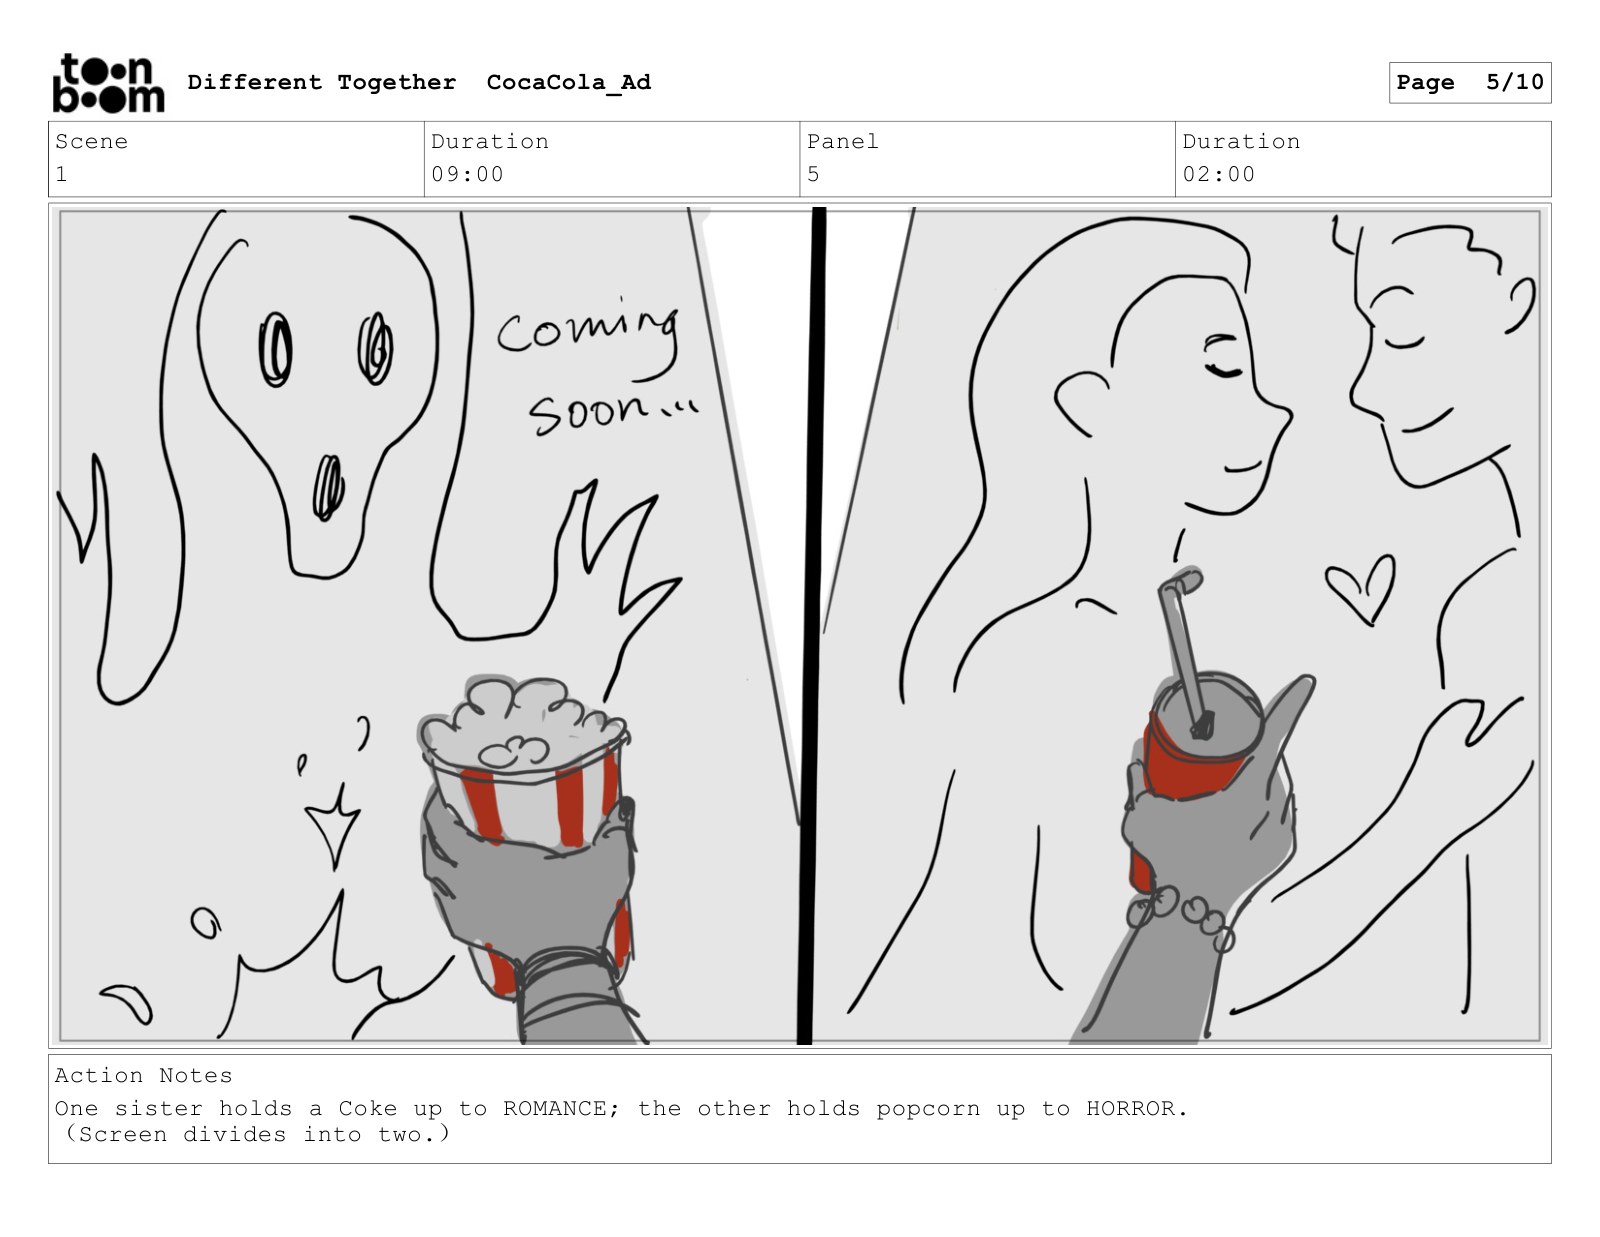 toon
boom
Different Together  CocaCola_Ad
Page  5/10
Scene
1
Duration
09:00
Panel
5
Duration
02:00
Coming
Soon...
Action Notes
One sister holds a Coke up to ROMANCE; the other holds popcorn up to HORROR.
(Screen divides into two.)